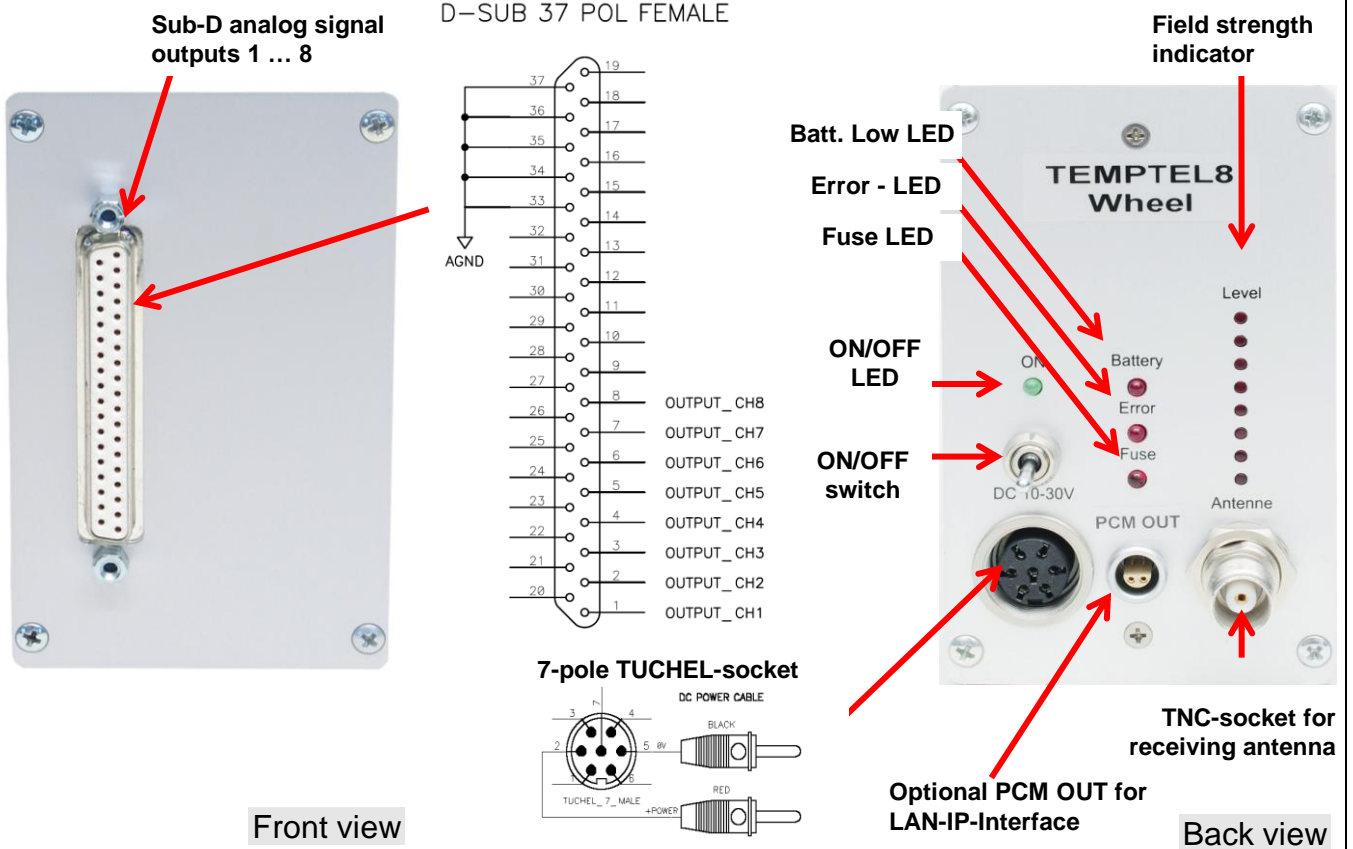 Sub-D analog signal
outputs 1 … 8
D-SUB 37 POL FEMALE
37
36
35
34
33
32
31
30
29
28
27
26
25
24
23
22
21
20
19
18
17
16
15
14
13
12
11
10
9
8 OUTPUT_CH8
7 OUTPUT_CH7
6 OUTPUT_CH6
5 OUTPUT_CH5
4 OUTPUT_CH4
3 OUTPUT_CH3
2 OUTPUT_CH2
1 OUTPUT_CH1
AGND
7-pole TUCHEL-socket
DC POWER CABLE
7
3
4
BLACK
2
5
0V
1
6
TUCHEL_7_MALE
RED
+POWER
Front view
Field strength
indicator
Batt. Low LED
Error - LED
Fuse LED
ON/OFF
LED
ON/OFF
switch
TEMPTEL8
Wheel
Level
ON
Battery
Error
Fuse
DC 10-30V
PCM OUT
Antenne
TNC-socket for
receiving antenna
Optional PCM OUT for
LAN-IP-Interface
Back view